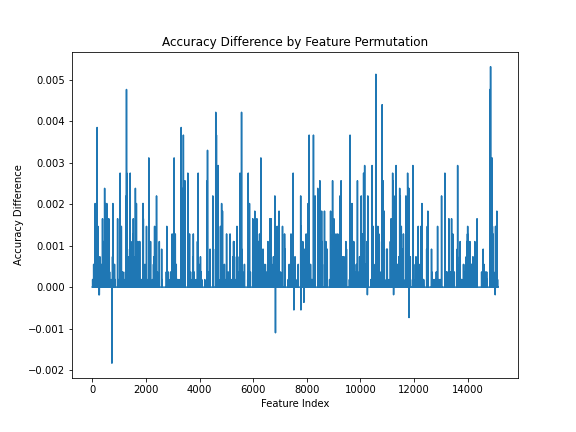 Accuracy Difference by Feature Permutation
Accuracy Difference
0.005
0.004
0.003
0.002
0.001
0.000
−0.001
−0.002
0 2000 4000 6000 8000 10000 12000 14000
Feature Index